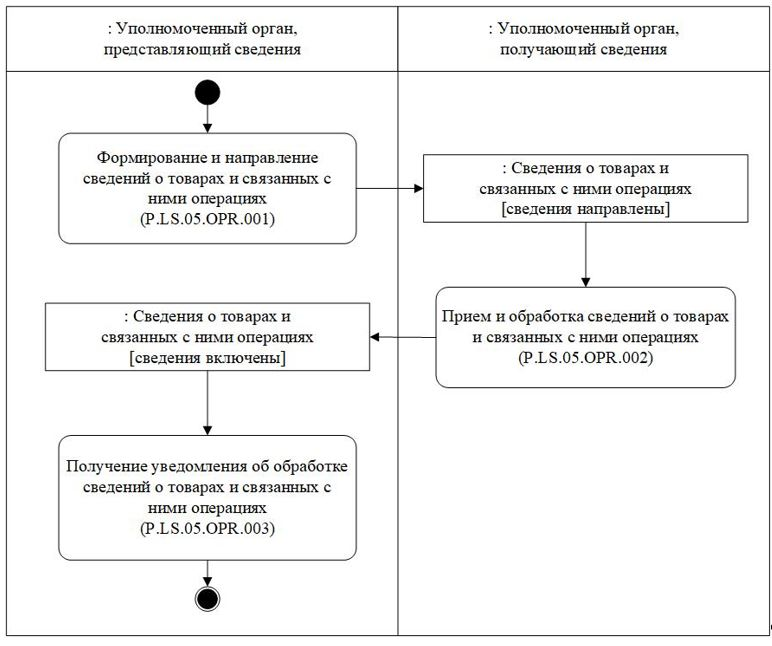 : Уполномоченный орган,
представляющий сведения
: Уполномоченный орган,
получающий сведения
Формирование и направление
сведений о товарах и связанных с
ними операциях
(P.LS.05.OPR.001)
: Сведения о товарах и
связанных с ними операциях
[сведения направлены]
Прием и обработка сведений о товарах
и связанных с ними операциях
(P.LS.05.OPR.002)
: Сведения о товарах и
связанных с ними операциях
[сведения включены]
Получение уведомления об обработке
сведений о товарах и связанных с
ними операциях
(P.LS.05.OPR.003)